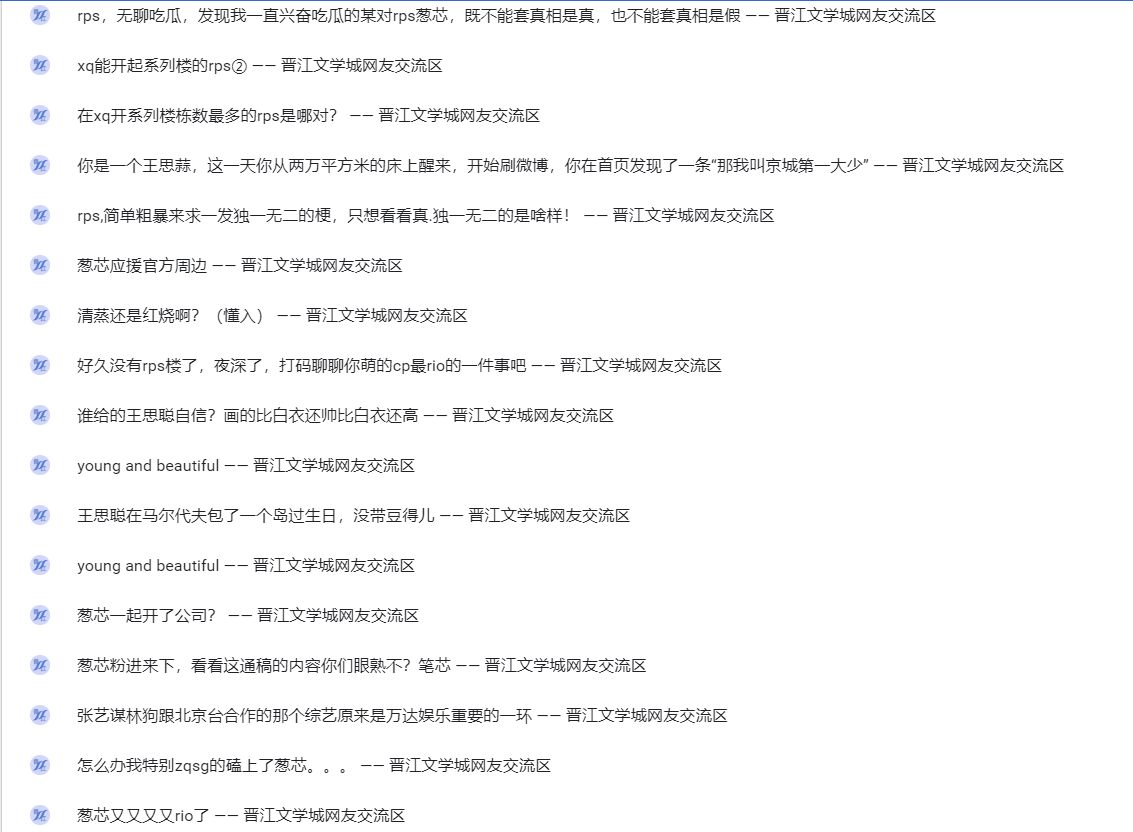 rps，无聊吃瓜，发现我一直兴奋吃瓜的某对rps葱芯，既不能套真相是真，也不能套真相是假 —— 晋江文学城网友交流区
xq能开起系列楼的rps② —— 晋江文学城网友交流区
在xq开系列楼栋数最多的rps是哪对？ —— 晋江文学城网友交流区
你是一个王思蒜，这一天你从两万平方米的床上醒来，开始刷微博，你在首页发现了一条“那我叫京城第一大少” —— 晋江文学城网友交流区
rps,简单粗暴来求一发独一无二的梗，只想看看真.独一无二的是啥样！ —— 晋江文学城网友交流区
葱芯应援官方周边 —— 晋江文学城网友交流区
清蒸还是红烧啊？（懂入） —— 晋江文学城网友交流区
好久没有rps楼了，夜深了，打码聊聊你萌的cp最rio的一件事吧 —— 晋江文学城网友交流区
谁给的王思聪自信？画的比白衣还帅比白衣还高 —— 晋江文学城网友交流区
young and beautiful —— 晋江文学城网友交流区
王思聪在马尔代夫包了一个岛过生日，没带豆得儿 —— 晋江文学城网友交流区
young and beautiful —— 晋江文学城网友交流区
葱芯一起开了公司？ —— 晋江文学城网友交流区
葱芯粉进来下，看看这通稿的内容你们眼熟不？笔芯 —— 晋江文学城网友交流区
张艺谋林狗跟北京台合作的那个综艺原来是万达娱乐重要的一环 —— 晋江文学城网友交流区
怎么办我特别zqsg的磕上了葱芯。。。 —— 晋江文学城网友交流区
葱芯又又又又rio了 —— 晋江文学城网友交流区